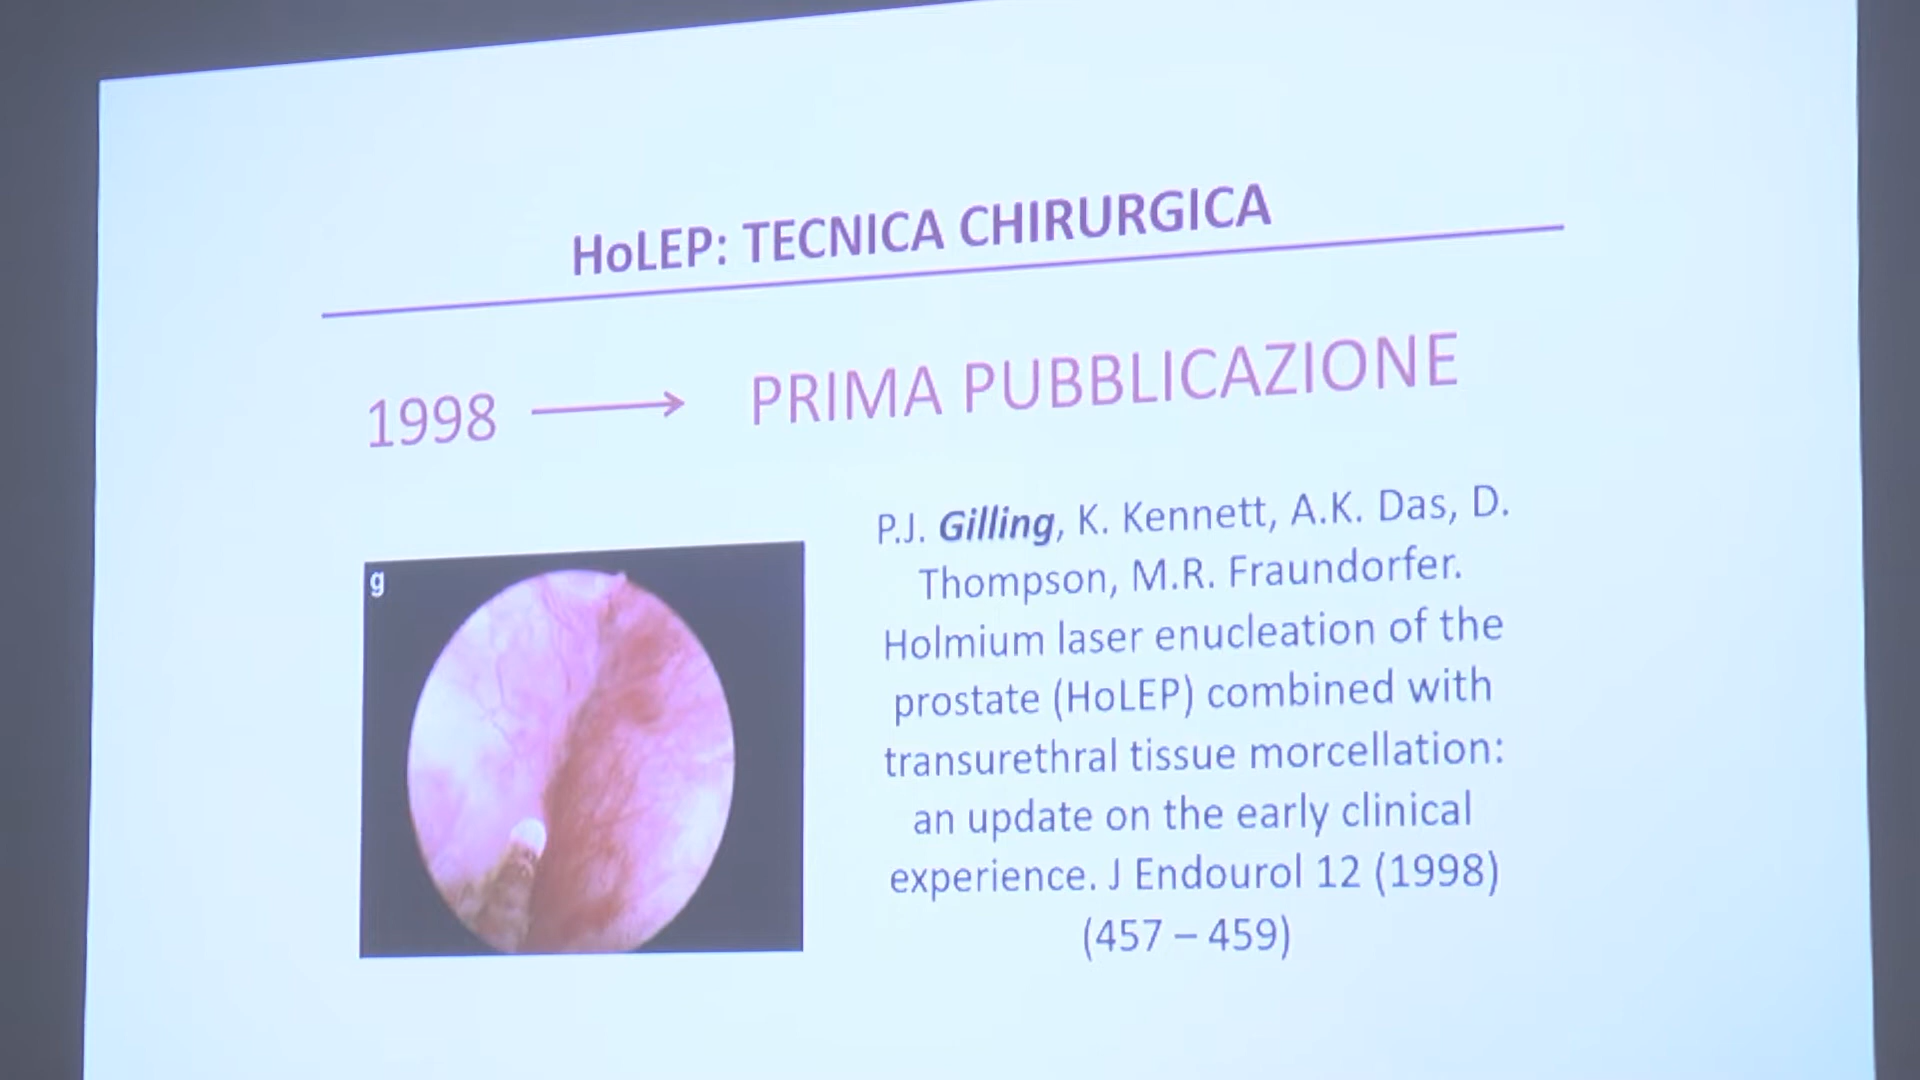 HoLEP: TECNICA CHIRURGICA
1998 → PRIMA PUBBLICAZIONE
g
P.J. Gilling, K. Kennett, A.K. Das, D.
Thompson, M.R. Fraundorfer.
Holmium laser enucleation of the
prostate (HoLEP) combined with
transurethral tissue morcellation:
an update on the early clinical
experience. J Endourol 12 (1998)
(457 – 459)